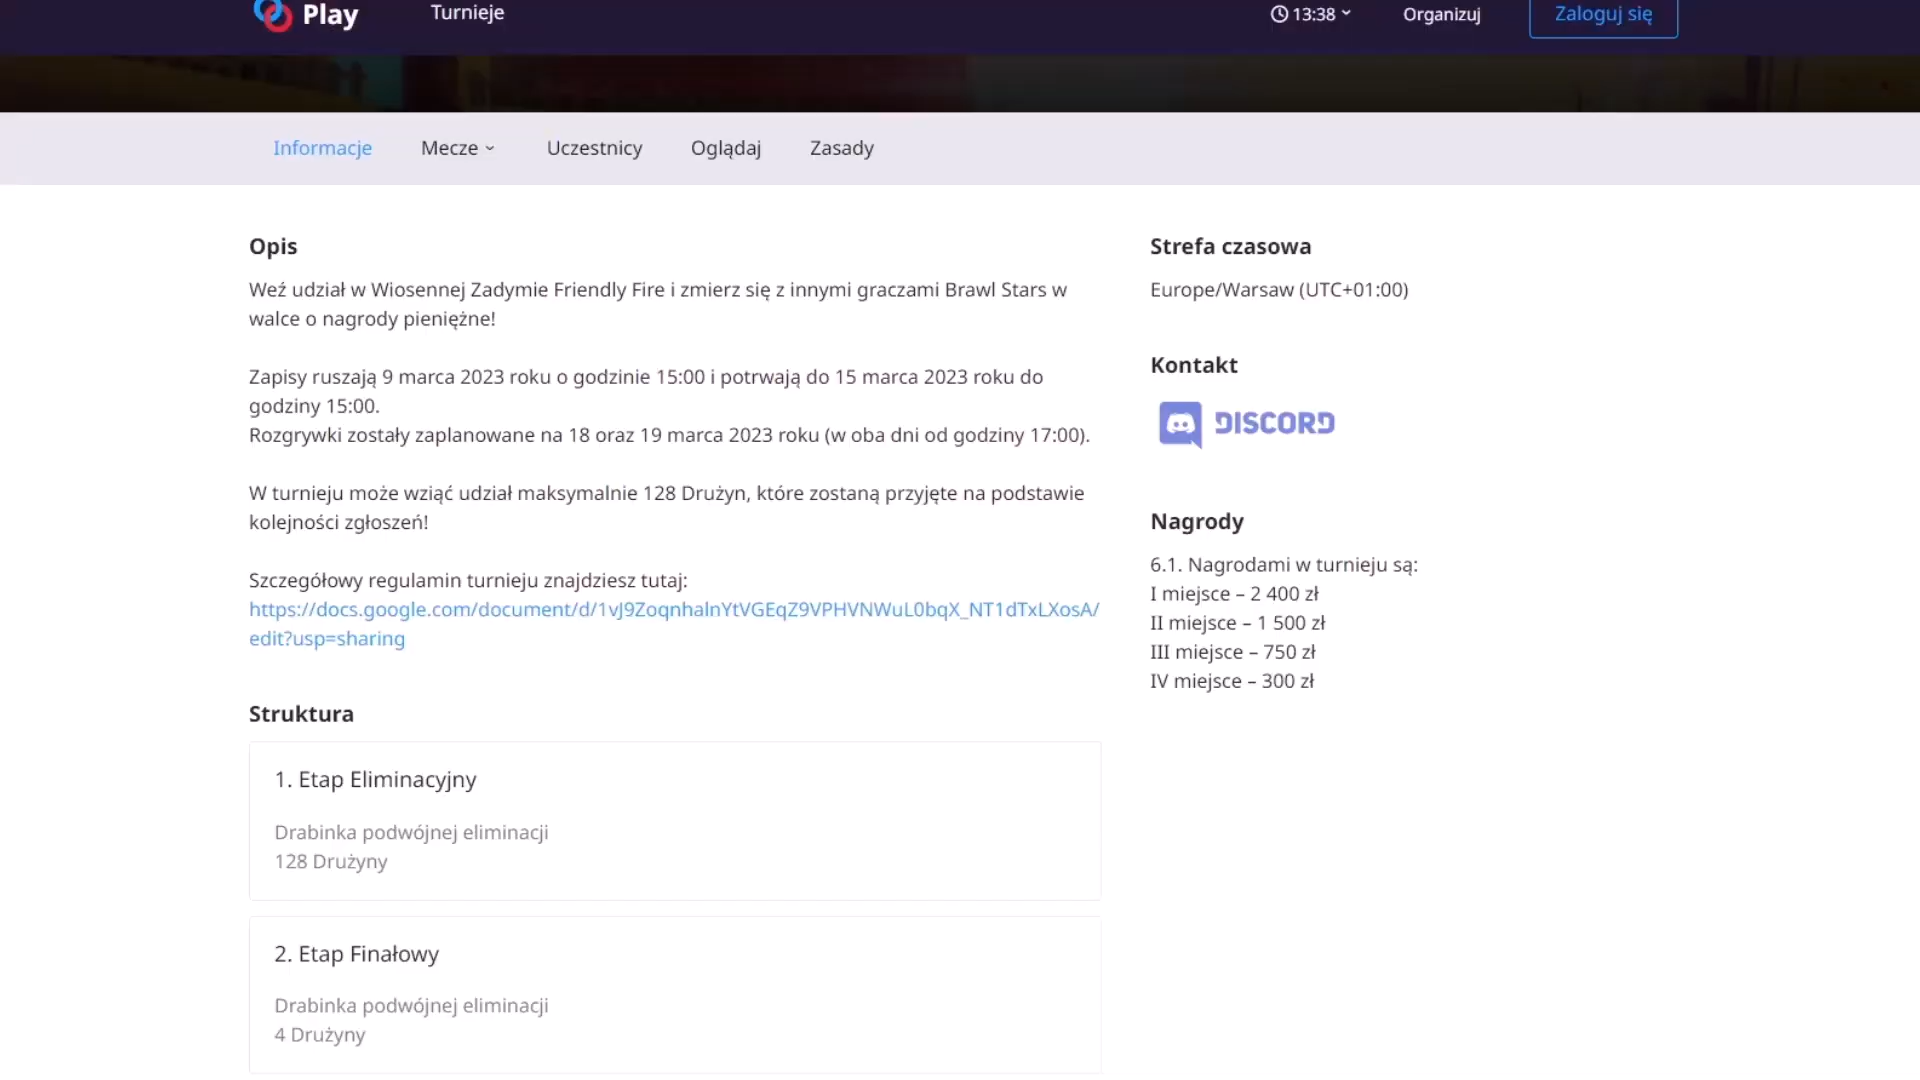 Play
Turnieje
13:38
Organizuj
Zaloguj się
Informacje
Mecze
Uczestnicy
Oglądaj
Zasady
Opis
Weź udział w Wiosennej Zadymie Friendly Fire i zmierz się z innymi graczami Brawl Stars w
walce o nagrody pieniężne!
Zapisy ruszają 9 marca 2023 roku o godzinie 15:00 i potrwają do 15 marca 2023 roku do
godziny 15:00.
Rozgrywki zostały zaplanowane na 18 oraz 19 marca 2023 roku (w oba dni od godziny 17:00).
W turnieju może wziąć udział maksymalnie 128 Drużyn, które zostaną przyjęte na podstawie
kolejności zgłoszeń!
Szczegółowy regulamin turnieju znajdziesz tutaj:
https://docs.google.com/document/d/1vJ9ZoqnhalnYtVGEqZ9VPHVNWuL0bqX_NT1dTxLXosA/
edit?usp=sharing
Struktura
1. Etap Eliminacyjny
Drabinka podwójnej eliminacji
128 Drużyny
2. Etap Finałowy
Drabinka podwójnej eliminacji
4 Drużyny
Strefa czasowa
Europe/Warsaw (UTC+01:00)
Kontakt
DISCORD
Nagrody
6.1. Nagrodami w turnieju są:
I miejsce – 2 400 zł
II miejsce – 1 500 zł
III miejsce – 750 zł
IV miejsce – 300 zł